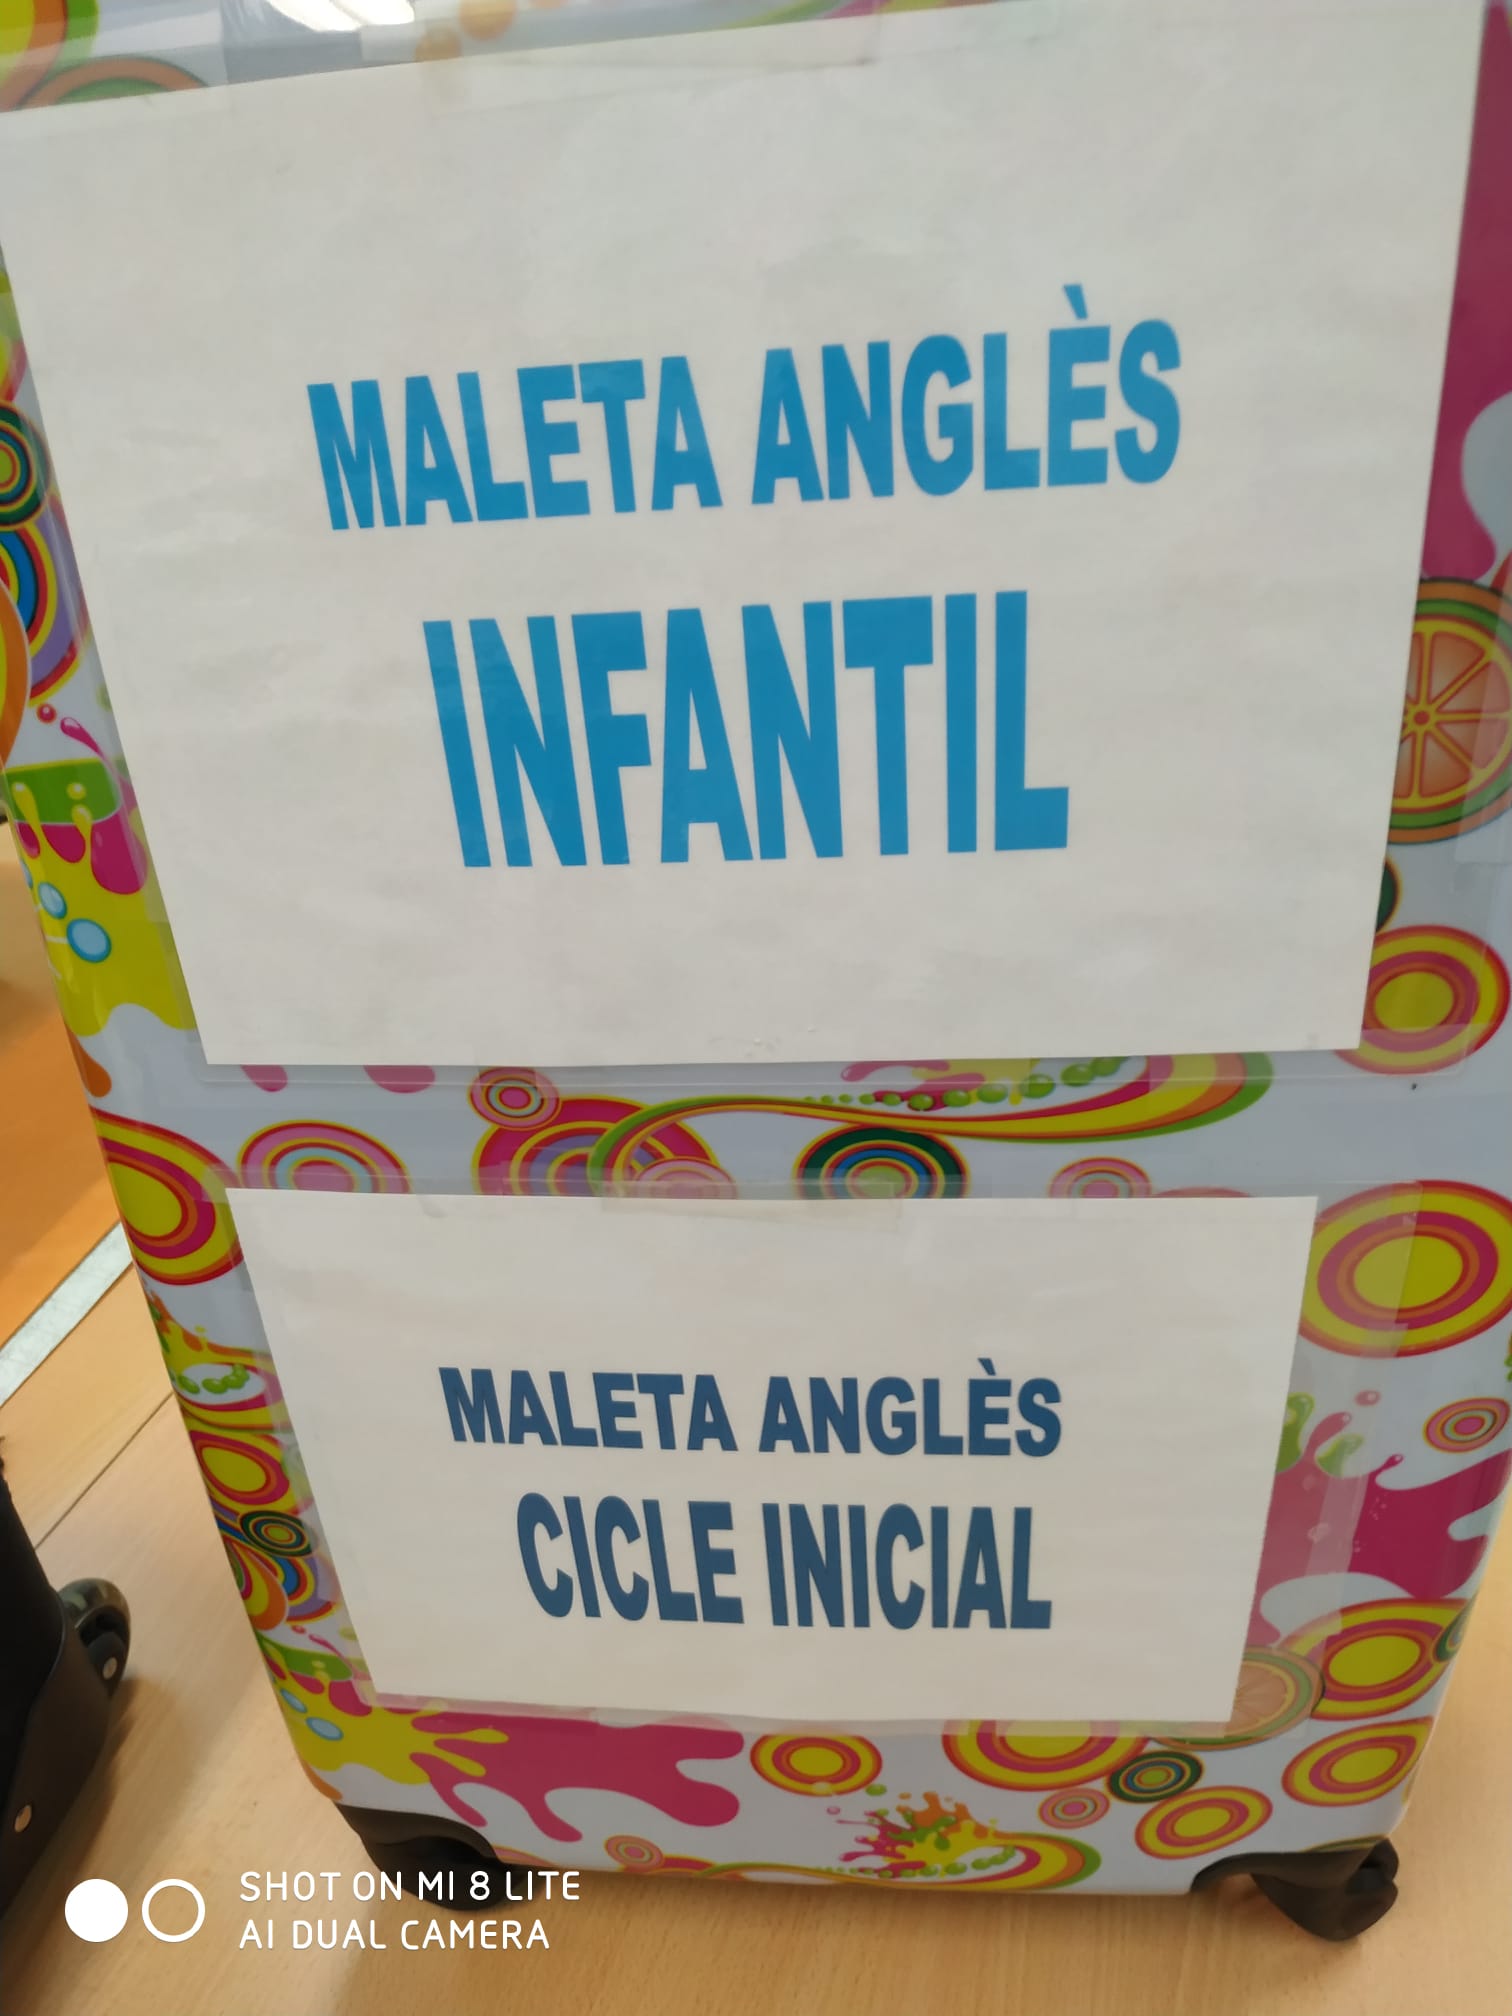 MALETA ANGLÈS
INFANTIL
MALETA ANGLÈS
CICLE INICIAL
SHOT ON MI 8 LITE
AI DUAL CAMERA